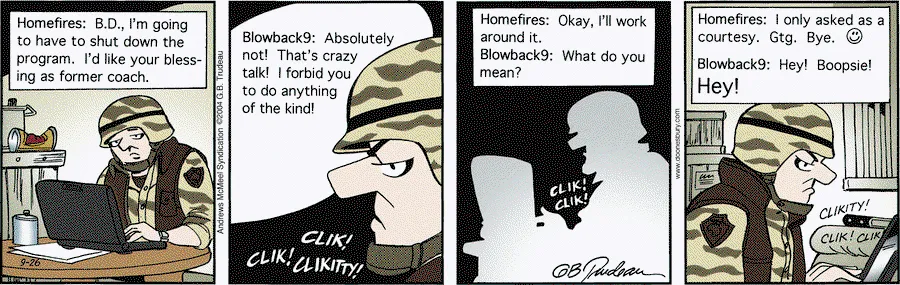 Homefires: B.D., I'm going
to have to shut down the
program. I'd like your bless-
ing as former coach.
9-26
Andrews McMeel Syndication ©2004 G.B. Trudeau
Blowback9: Absolutely
not! That's crazy
talk! I forbid you
to do anything
of the kind!
CLIK!
CLIK! CLIKITTY!
Homefires: Okay, I'll work
around it.
Blowback9: What do you
mean?
CLIK!
CLIK!
GB Trudeau
www.doonesbury.com
Homefires: I only asked as a
courtesy. Gtg. Bye. ☺
Blowback9: Hey! Boopsie!
Hey!
CLIKITY!
CLIK! CLIK